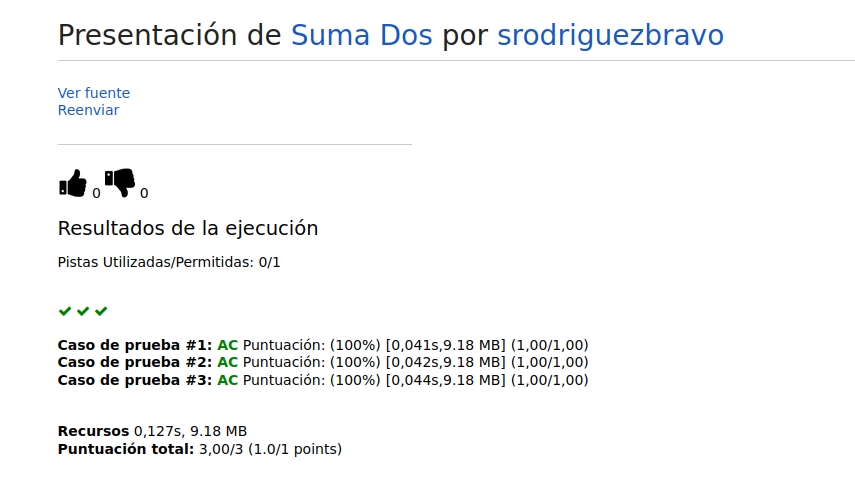 Presentación de Suma Dos por srodriguezbravo
Ver fuente
Reenviar
0 0
Resultados de la ejecución
Pistas Utilizadas/Permitidas: 0/1
Caso de prueba #1: AC Puntuación: (100%) [0,041s,9.18 MB] (1,00/1,00)
Caso de prueba #2: AC Puntuación: (100%) [0,042s,9.18 MB] (1,00/1,00)
Caso de prueba #3: AC Puntuación: (100%) [0,044s,9.18 MB] (1,00/1,00)
Recursos 0,127s, 9.18 MB
Puntuación total: 3,00/3 (1.0/1 points)